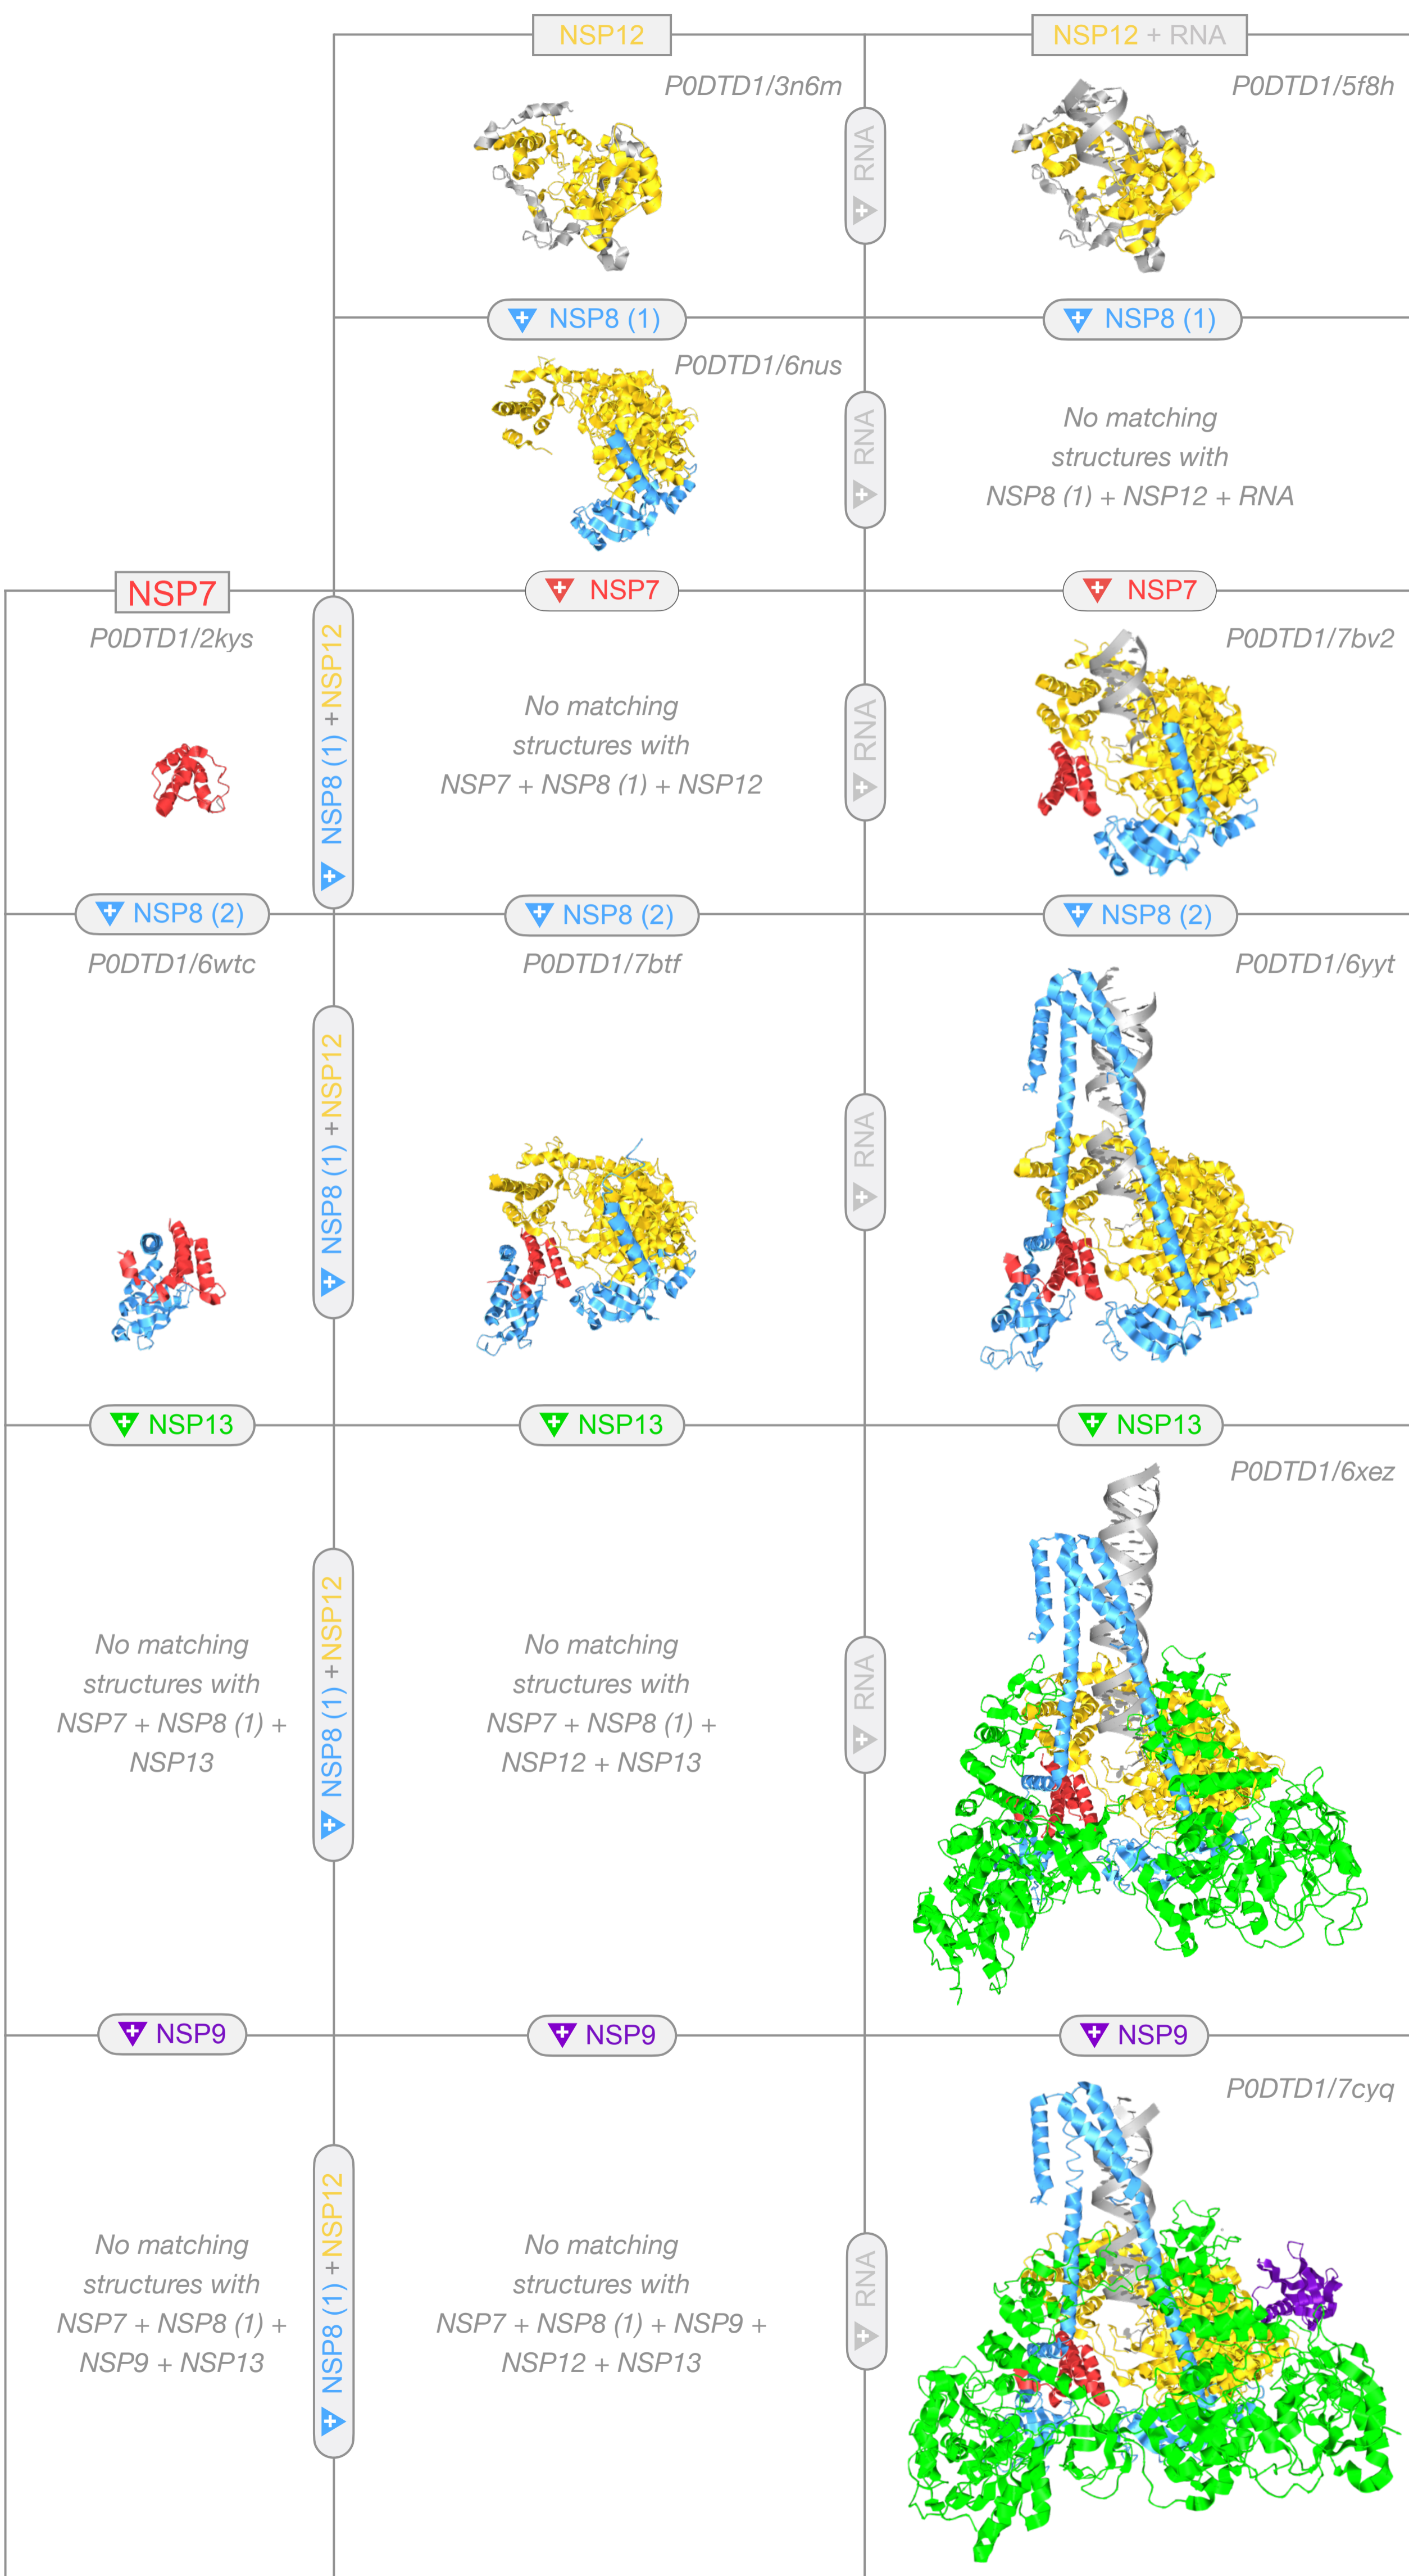 NSP12
NSP12 + RNA
P0DTD1/3n6m
P0DTD1/5f8h
RNA
NSP8 (1)
NSP8 (1)
P0DTD1/6nus
RNA
No matching
structures with
NSP8 (1) + NSP12 + RNA
NSP7
NSP7
NSP7
P0DTD1/2kys
NSP8 (1) + NSP12
No matching
structures with
NSP7 + NSP8 (1) + NSP12
RNA
P0DTD1/7bv2
NSP8 (2)
NSP8 (2)
NSP8 (2)
P0DTD1/6wtc
NSP8 (1) + NSP12
P0DTD1/7btf
RNA
P0DTD1/6yyt
NSP13
NSP13
NSP13
No matching
structures with
NSP7 + NSP8 (1) +
NSP13
NSP8 (1) + NSP12
No matching
structures with
NSP7 + NSP8 (1) +
NSP12 + NSP13
RNA
P0DTD1/6xez
NSP9
NSP9
NSP9
No matching
structures with
NSP7 + NSP8 (1) +
NSP9 + NSP13
NSP8 (1) + NSP12
No matching
structures with
NSP7 + NSP8 (1) + NSP9 +
NSP12 + NSP13
RNA
P0DTD1/7cyq